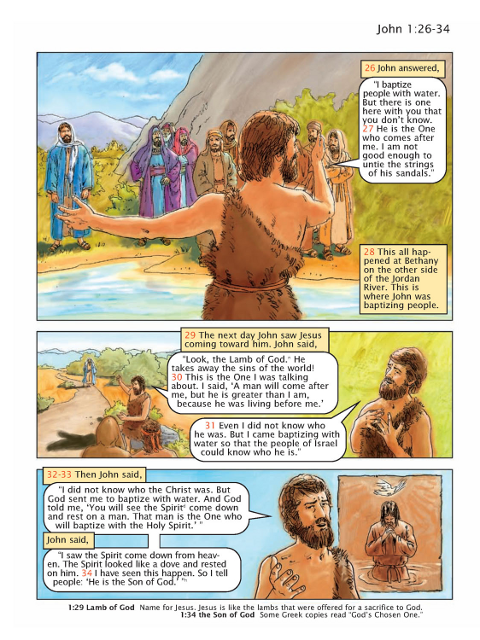 John 1:26-34
26 John answered,
"I baptize
people with water.
But there is one
here with you that
you don't know.
27 He is the One
who comes after
me. I am not
good enough to
untie the strings
of his sandals."
28 This all hap-
pened at Bethany
on the other side
of the Jordan
River. This is
where John was
baptizing people.
29 The next day John saw Jesus
coming toward him. John said,
"Look, the Lamb of God.* He
takes away the sins of the world!
30 This is the One I was talking
about. I said, 'A man will come after
me, but he is greater than I am,
because he was living before me.'
31 Even I did not know who
he was. But I came baptizing with
water so that the people of Israel
could know who he is."
32-33 Then John said,
"I did not know who the Christ was. But
God sent me to baptize with water. And God
told me, 'You will see the Spirit* come down
and rest on a man. That man is the One who
will baptize with the Holy Spirit.' "
John said,
"I saw the Spirit come down from heav-
en. The Spirit looked like a dove and rested
on him. 34 I have seen this happen. So I tell
people: 'He is the Son of God.' "*
1:29 Lamb of God Name for Jesus. Jesus is like the lambs that were offered for a sacrifice to God.
1:34 the Son of God Some Greek copies read "God's Chosen One."